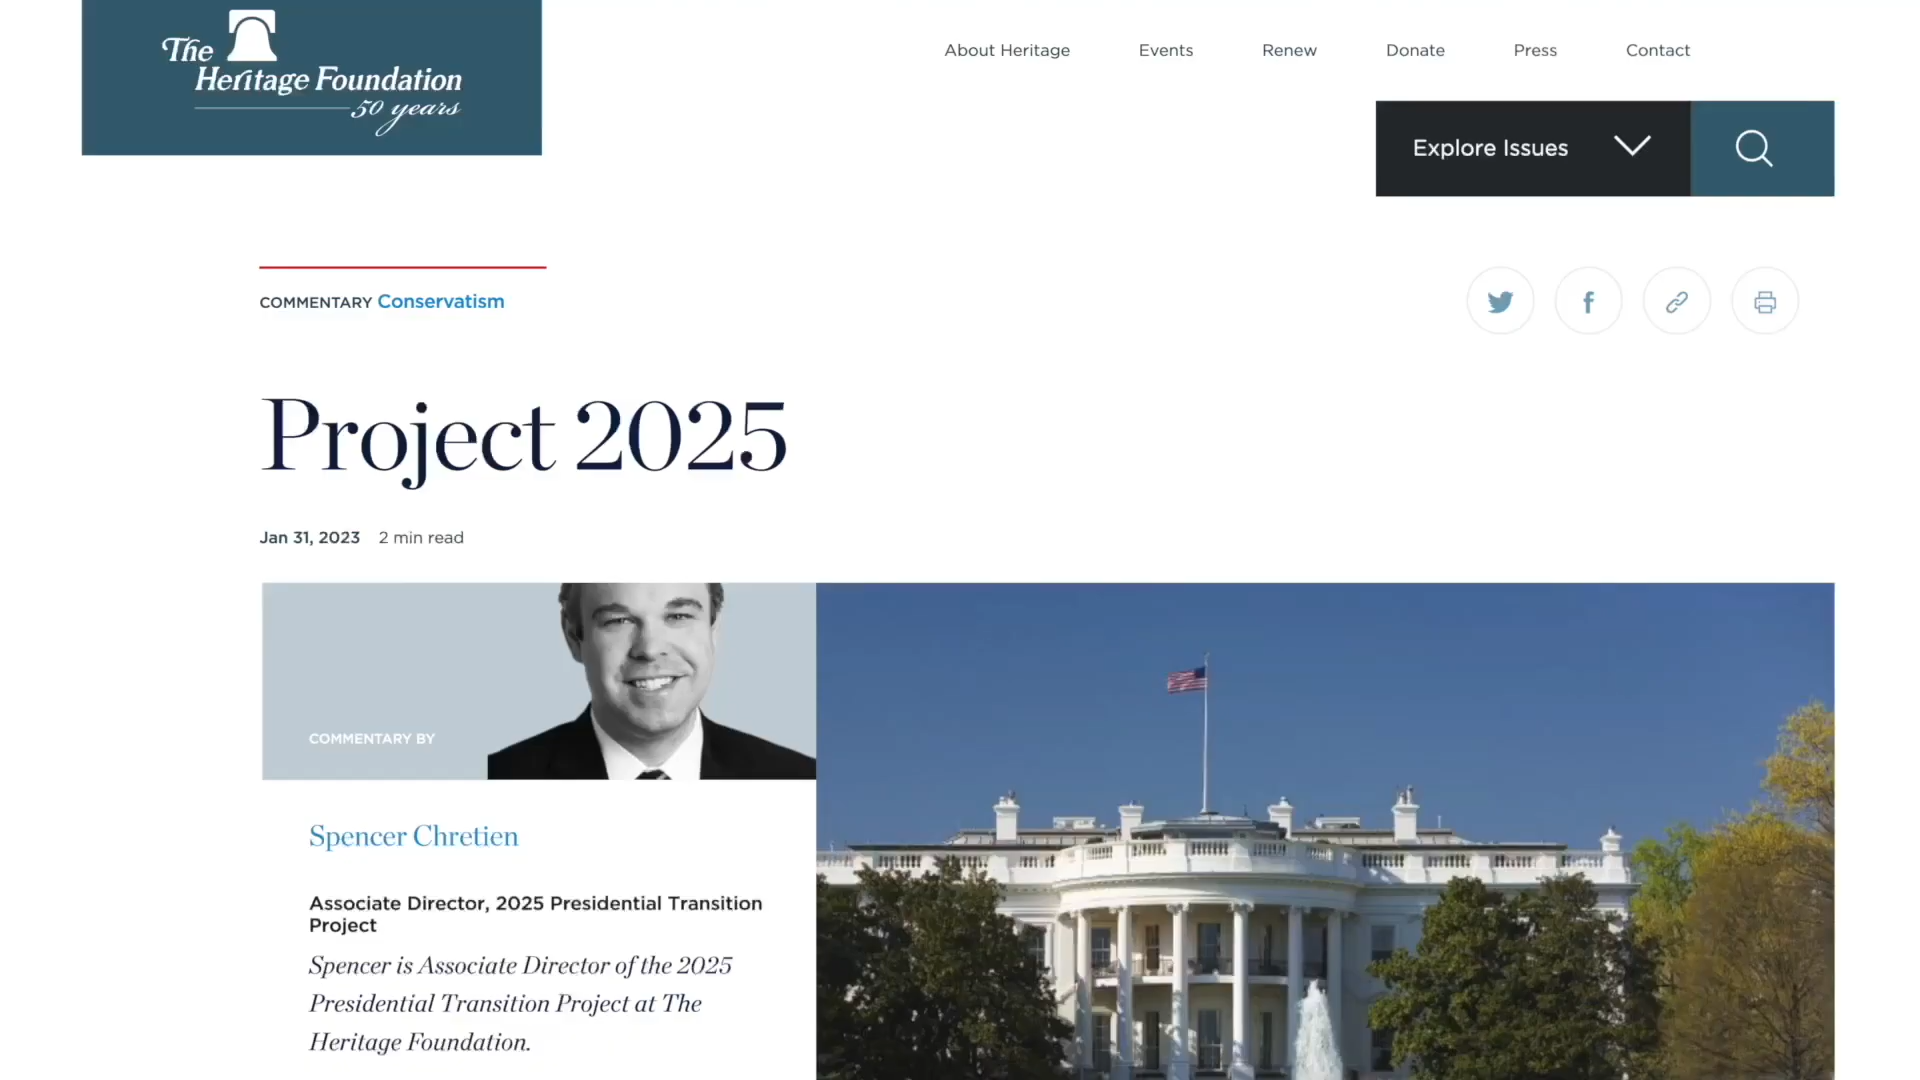 The
Heritage Foundation
50 years
About Heritage Events Renew Donate Press Contact
Explore Issues
COMMENTARY Conservatism
Project 2025
Jan 31, 2023 2 min read
COMMENTARY BY
Spencer Chretien
Associate Director, 2025 Presidential Transition
Project
Spencer is Associate Director of the 2025
Presidential Transition Project at The
Heritage Foundation.